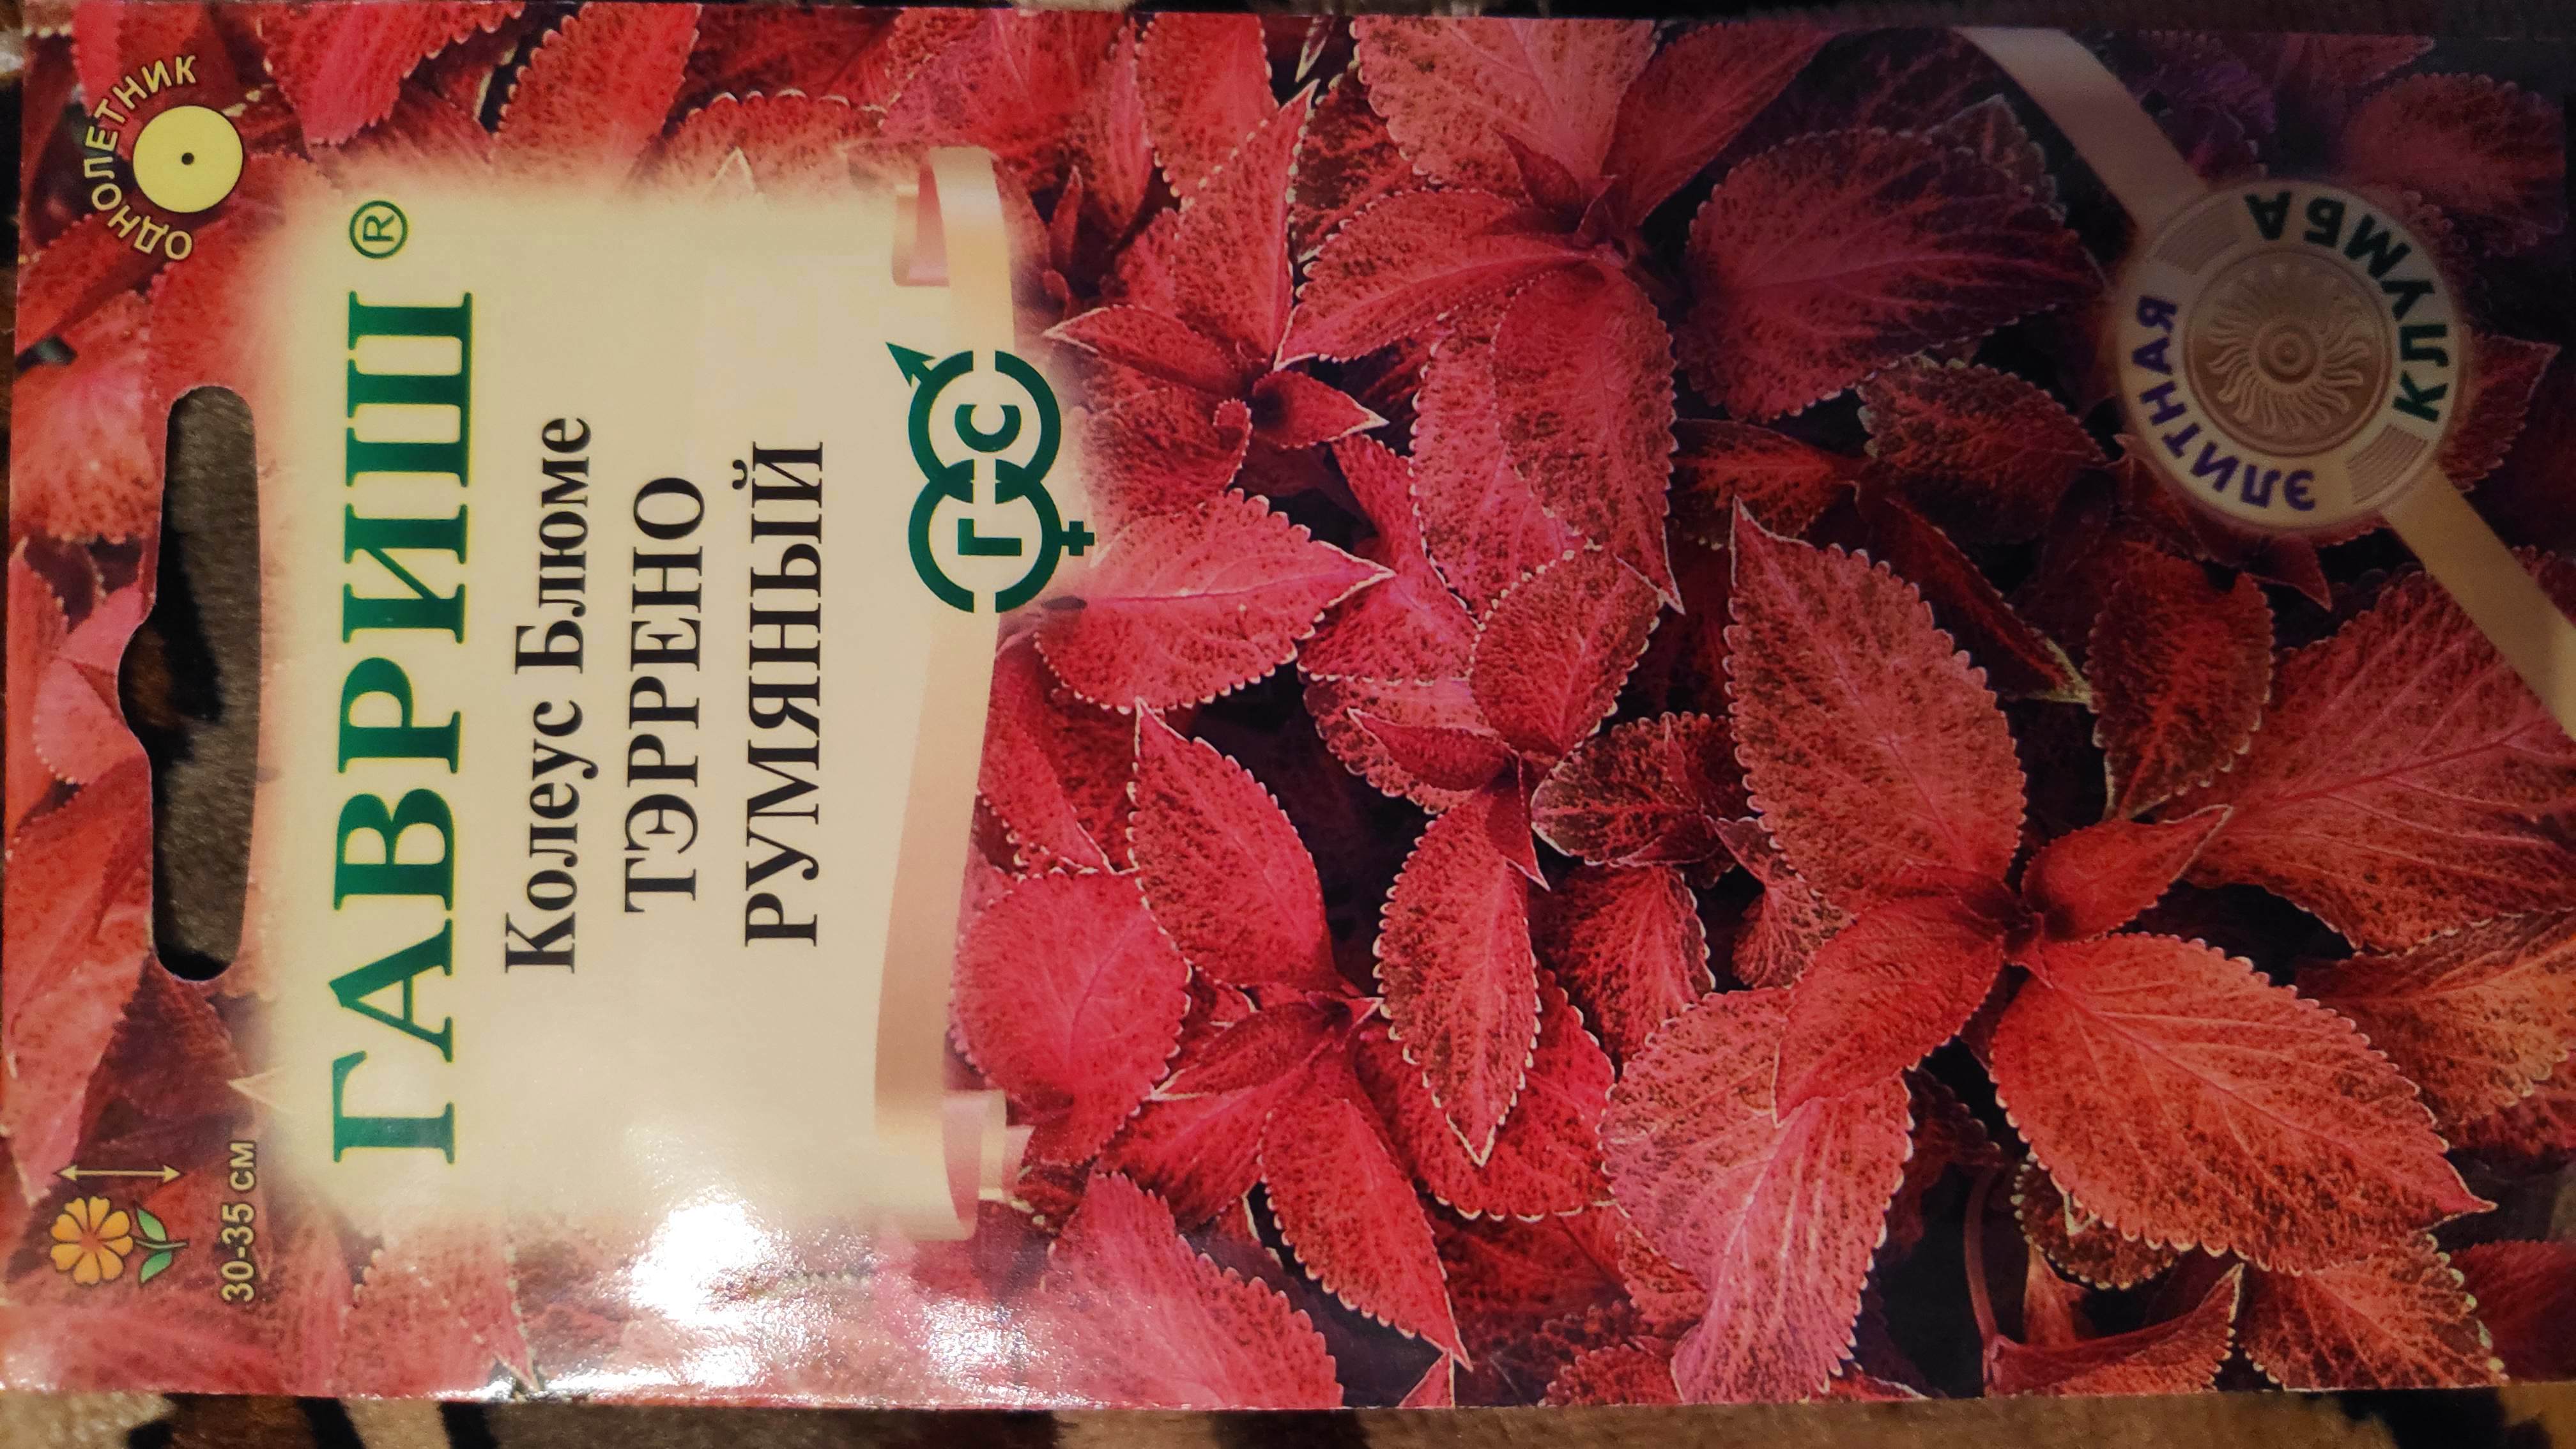 ОДНОЛЕТНИК
30-35 см
ГАВРИШ®
Колеус Блюме
ТЭРРЕНО
РУМЯНЫЙ
ГС
ЭЛИТНАЯ
КЛУМБА